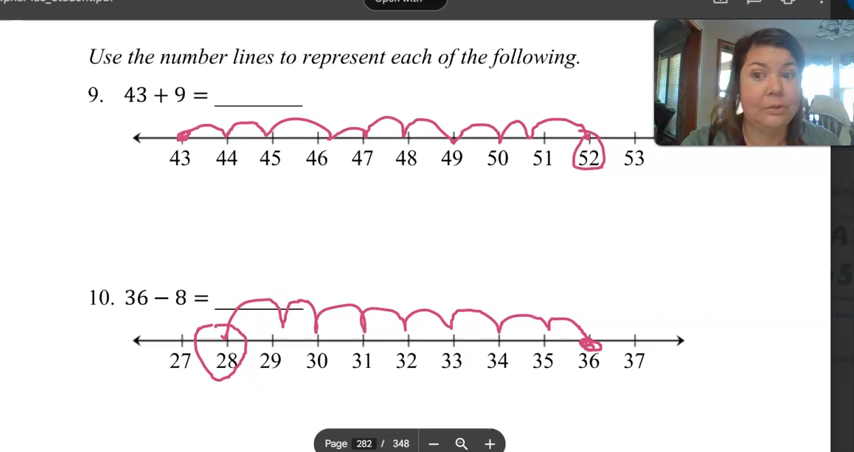 Use the number lines to represent each of the following.
9. 43 + 9 = ________
43 44 45 46 47 48 49 50 51 52 53
10. 36 − 8 = ________
27 28 29 30 31 32 33 34 35 36 37
Page 282 / 348